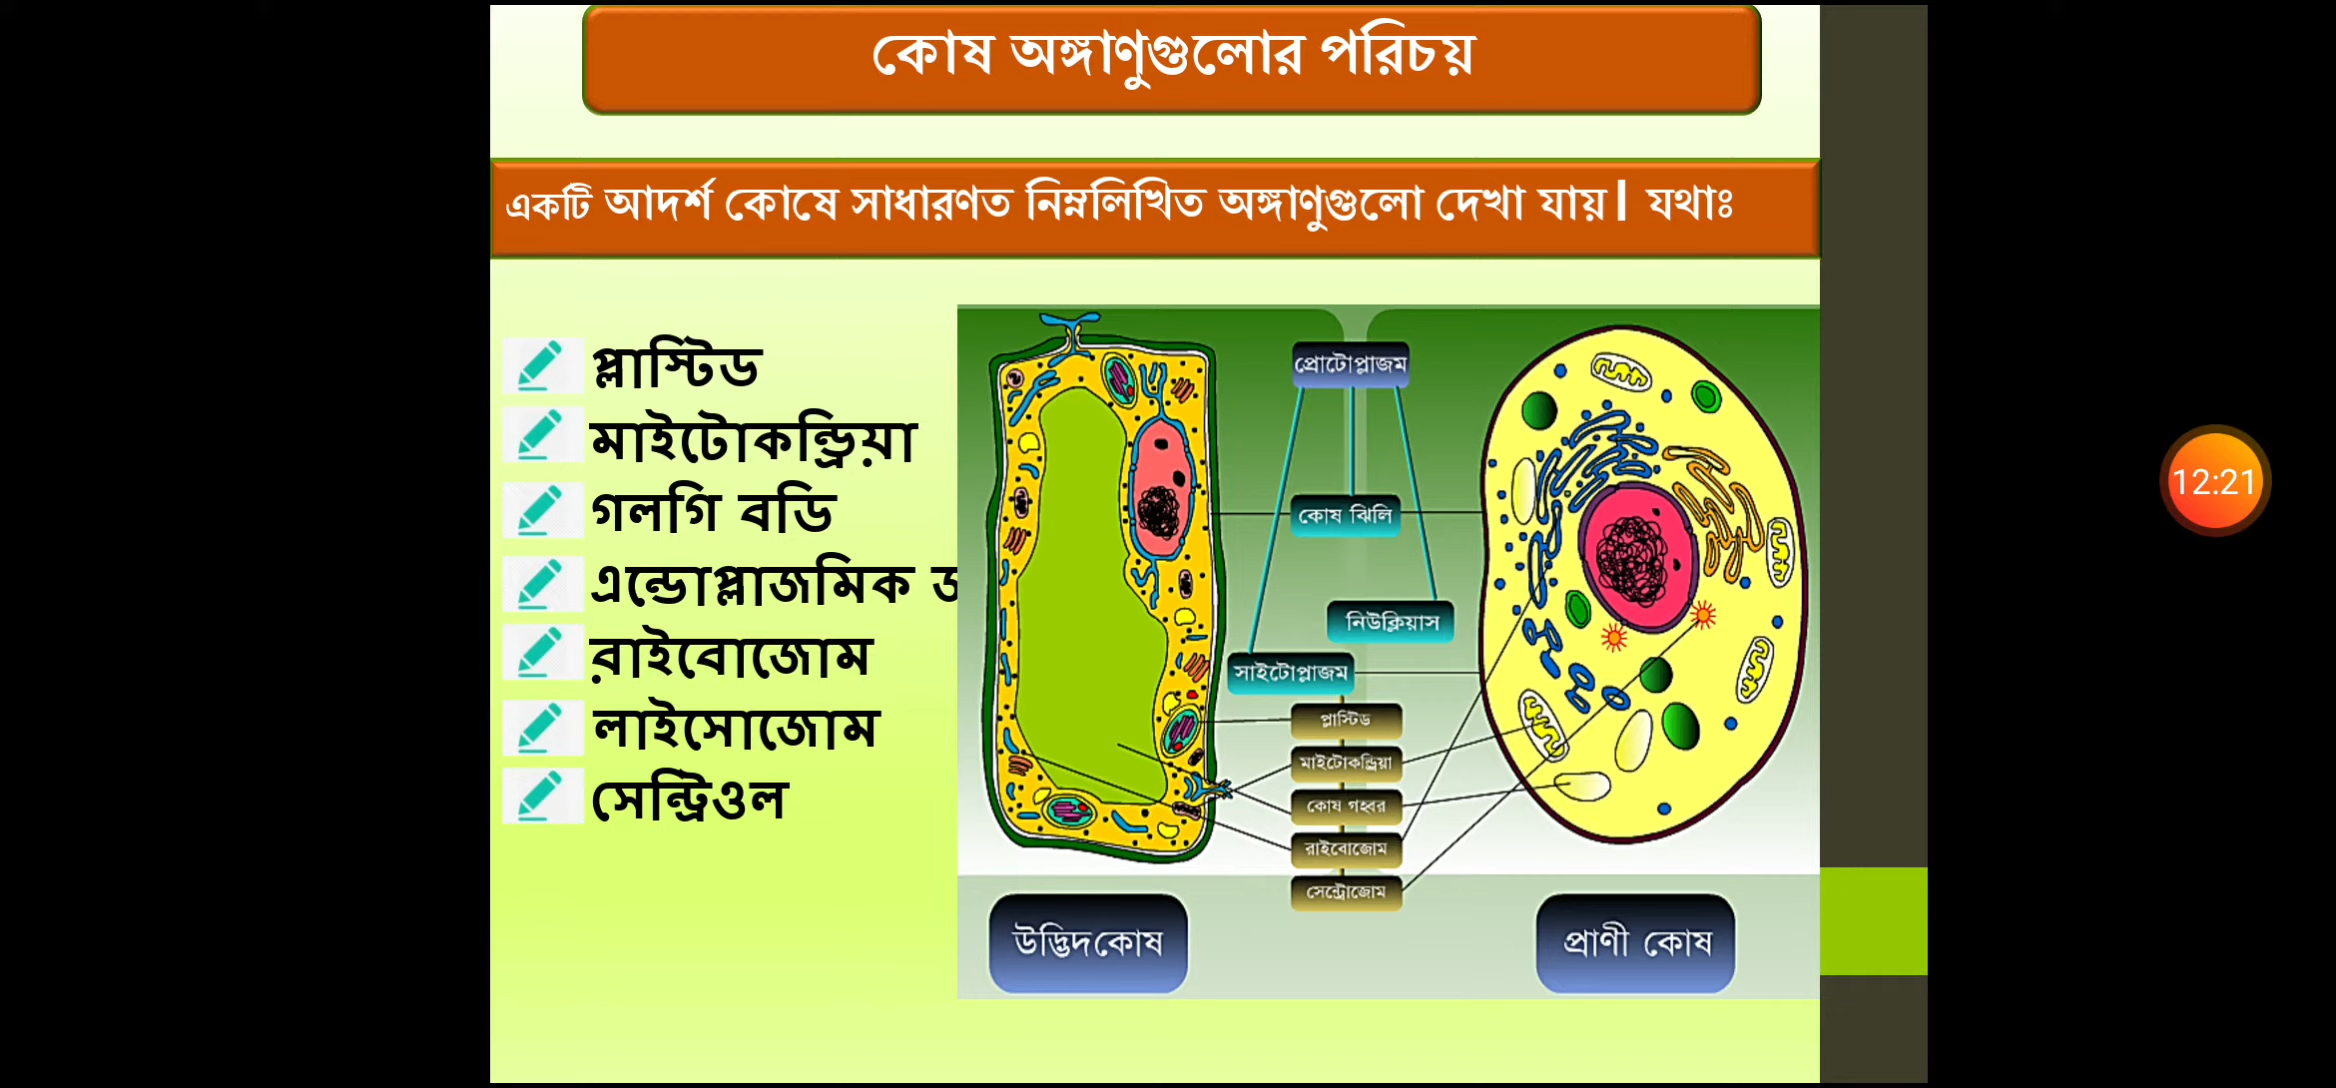 কোষ অঙ্গাণুগুলোর পরিচয়
একটি আদর্শ কোষে সাধারণত নিম্নলিখিত অঙ্গাণুগুলো দেখা যায়। যথাঃ
প্লাস্টিড
মাইটোকন্ড্রিয়া
গলগি বডি
এন্ডোপ্লাজমিক
রাইবোজোম
লাইসোজোম
সেন্ট্রিওল
প্রোটোপ্লাজম
কোষ ঝিলি
নিউক্লিয়াস
সাইটোপ্লাজম
প্লাস্টিড
মাইটোকন্ড্রিয়া
কোষ গহ্বর
রাইবোজোম
সেন্ট্রোজোম
উদ্ভিদকোষ
প্রাণী কোষ
12:21